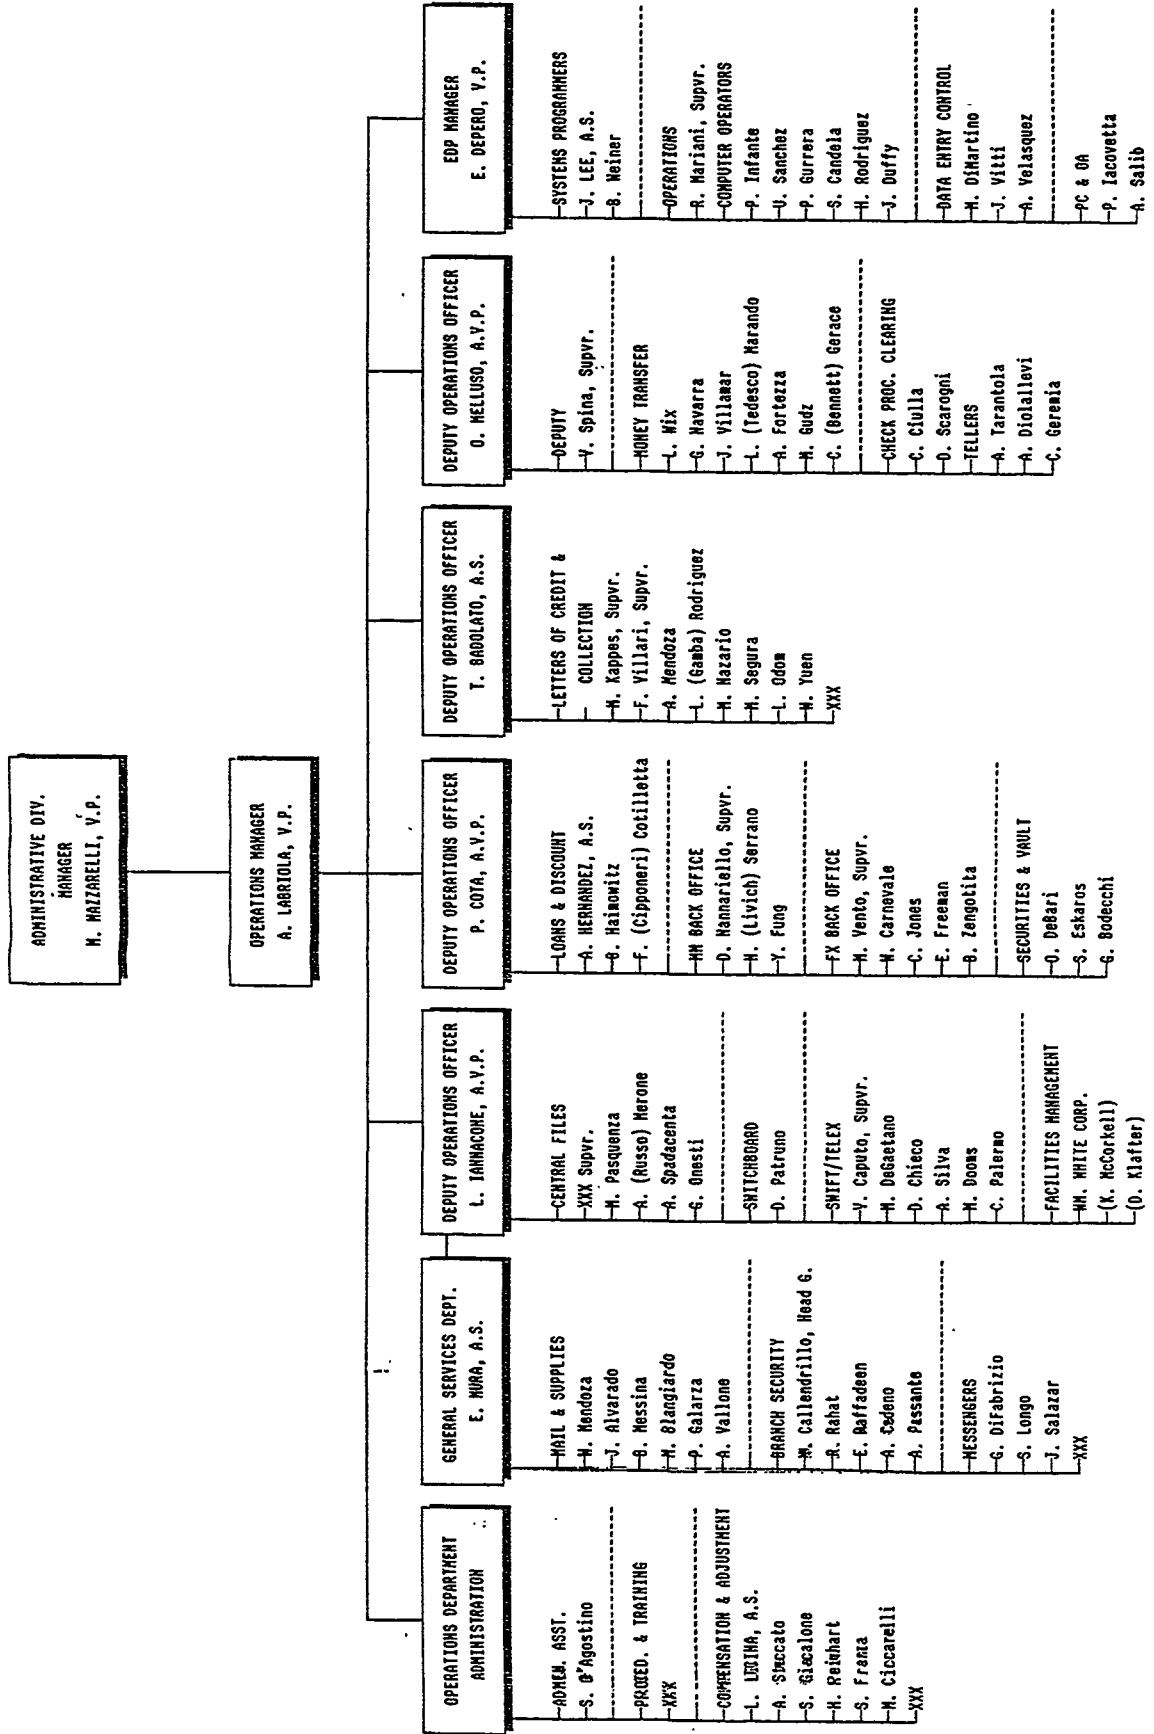 ADMINISTRATIVE DIV.
MANAGER
M. MAZZARELLI, V.P.
OPERATIONS MANAGER
A. LABRIOLA, V.P.
OPERATIONS DEPARTMENT
ADMINISTRATION
ADMIN. ASST.
S. D'Agostino
PROCED. & TRAINING
XXX
COMPENSATION & ADJUSTMENT
L. LUCINA, A.S.
A. Staccato
S. Giacalone
H. Reinhart
S. Franza
M. Ciccarelli
XXX
GENERAL SERVICES DEPT.
E. MURA, A.S.
MAIL & SUPPLIES
M. Mendoza
J. Alvarado
B. Messina
M. Blangiardo
P. Galarza
A. Vallone
BRANCH SECURITY
M. Callendrillo, Head G.
R. Rahat
E. Raffadeen
A. Cedeno
A. Passante
MESSENGERS
G. DiFabrizio
S. Longo
J. Salazar
XXX
DEPUTY OPERATIONS OFFICER
L. IANNACONE, A.V.P.
CENTRAL FILES
XXX Supvr.
M. Pasquenza
A. (Russo) Merone
A. Spadacenta
G. Onesti
SWITCHBOARD
D. Patruno
SWIFT/TELEX
V. Caputo, Supvr.
M. DeGaetano
D. Chieco
A. Silva
M. Dooms
C. Palermo
FACILITIES MANAGEMENT
WM. WHITE CORP.
(K. McCorkell)
(D. Klafter)
DEPUTY OPERATIONS OFFICER
P. COTA, A.V.P.
LOANS & DISCOUNT
A. HERNANDEZ, A.S.
B. Haimowitz
F. (Cipponeri) Cotilletta
MM BACK OFFICE
D. Mannariello, Supvr.
M. (Livich) Serrano
Y. Fung
FX BACK OFFICE
M. Vento, Supvr.
W. Carnevale
C. Jones
E. Freeman
B. Zengotita
SECURITIES & VAULT
O. DeBari
S. Eskaros
G. Bodecchi
DEPUTY OPERATIONS OFFICER
T. BADOLATO, A.S.
LETTERS OF CREDIT &
COLLECTION
M. Kappes, Supvr.
F. Villari, Supvr.
A. Mendoza
L. (Gamba) Rodriguez
M. Nazario
M. Segura
L. Odom
W. Yuen
XXX
DEPUTY OPERATIONS OFFICER
O. MELLUSO, A.V.P.
DEPUTY
V. Spina, Supvr.
MONEY TRANSFER
L. Wix
G. Navarra
J. Villamar
L. (Tedesco) Marando
A. Fortezza
M. Gudz
C. (Bennett) Gerace
CHECK PROC. CLEARING
C. Ciulla
D. Scarogni
TELLERS
A. Tarantola
A. Diolallevi
C. Geremia
EDP MANAGER
E. DEPERO, V.P.
SYSTEMS PROGRAMMERS
J. LEE, A.S.
B. Weiner
OPERATIONS
R. Mariani, Supvr.
COMPUTER OPERATORS
P. Infante
U. Sanchez
P. Gurrera
S. Candela
H. Rodriguez
J. Duffy
DATA ENTRY CONTROL
M. DiMartino
J. Vitti
A. Velasquez
PC & OA
P. Iacovetta
A. Salib